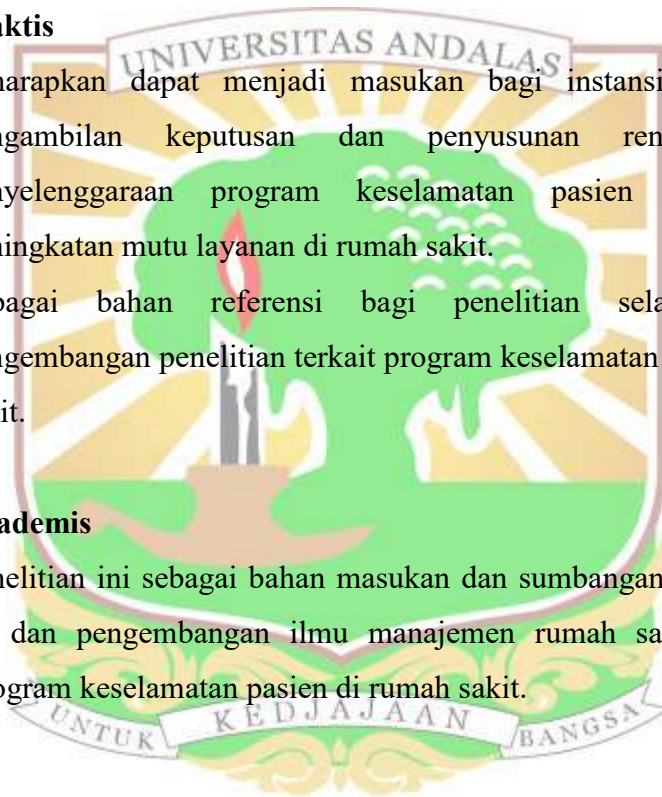 aktis
UNIVERSITAS ANDALAS
harapkan dapat menjadi masukan bagi instansi
ngambilan keputusan dan penyusunan ren
nyelenggaraan program keselamatan pasien
ningkatan mutu layanan di rumah sakit.
bagai bahan referensi bagi penelitian sela
ngembangan penelitian terkait program keselamatan
it.
ademis
nelitian ini sebagai bahan masukan dan sumbangan
dan pengembangan ilmu manajemen rumah sa
ogram keselamatan pasien di rumah sakit.
UNTUK KEDJAJAAN BANGSA